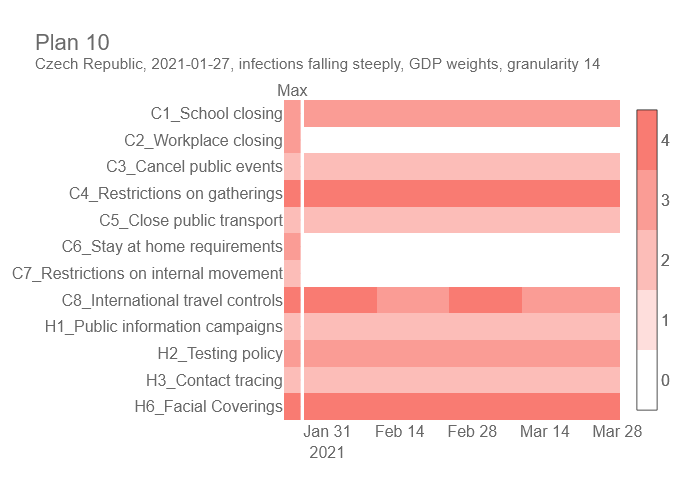 Plan 10
Czech Republic, 2021-01-27, infections falling steeply, GDP weights, granularity 14
Max
C1_School closing
C2_Workplace closing
C3_Cancel public events
C4_Restrictions on gatherings
C5_Close public transport
C6_Stay at home requirements
C7_Restrictions on internal movement
C8_International travel controls
H1_Public information campaigns
H2_Testing policy
H3_Contact tracing
H6_Facial Coverings
4
3
2
1
0
Jan 31 Feb 14 Feb 28 Mar 14 Mar 28
2021